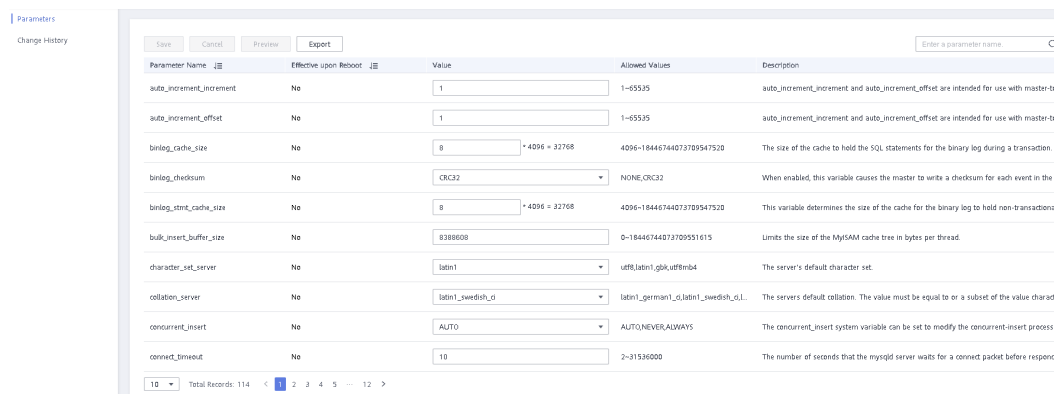 Parameters
Change History
Save Cancel Preview Export Enter a parameter name.
Parameter Name Effective upon Reboot Value Allowed Values Description
auto_increment_increment No 1 1~65535 auto_increment_increment and auto_increment_offset are intended for use with master-t
auto_increment_offset No 1 1~65535 auto_increment_increment and auto_increment_offset are intended for use with master-t
binlog_cache_size No 8 * 4096 = 32768 4096~18446744073709547520 The size of the cache to hold the SQL statements for the binary log during a transaction.
binlog_checksum No CRC32 NONE,CRC32 When enabled, this variable causes the master to write a checksum for each event in the
binlog_stmt_cache_size No 8 * 4096 = 32768 4096~18446744073709547520 This variable determines the size of the cache for the binary log to hold non-transactiona
bulk_insert_buffer_size No 8388608 0~18446744073709551615 Limits the size of the MyISAM cache tree in bytes per thread.
character_set_server No latin1 utf8,latin1,gbk,utf8mb4 The server's default character set.
collation_server No latin1_swedish_ci latin1_german1_ci,latin1_swedish_ci,l... The servers default collation. The value must be equal to or a subset of the value charact
concurrent_insert No AUTO AUTO,NEVER,ALWAYS The concurrent_insert system variable can be set to modify the concurrent-insert process
connect_timeout No 10 2~31536000 The number of seconds that the mysqld server waits for a connect packet before respond
10 Total Records: 114 < 1 2 3 4 5 ... 12 >